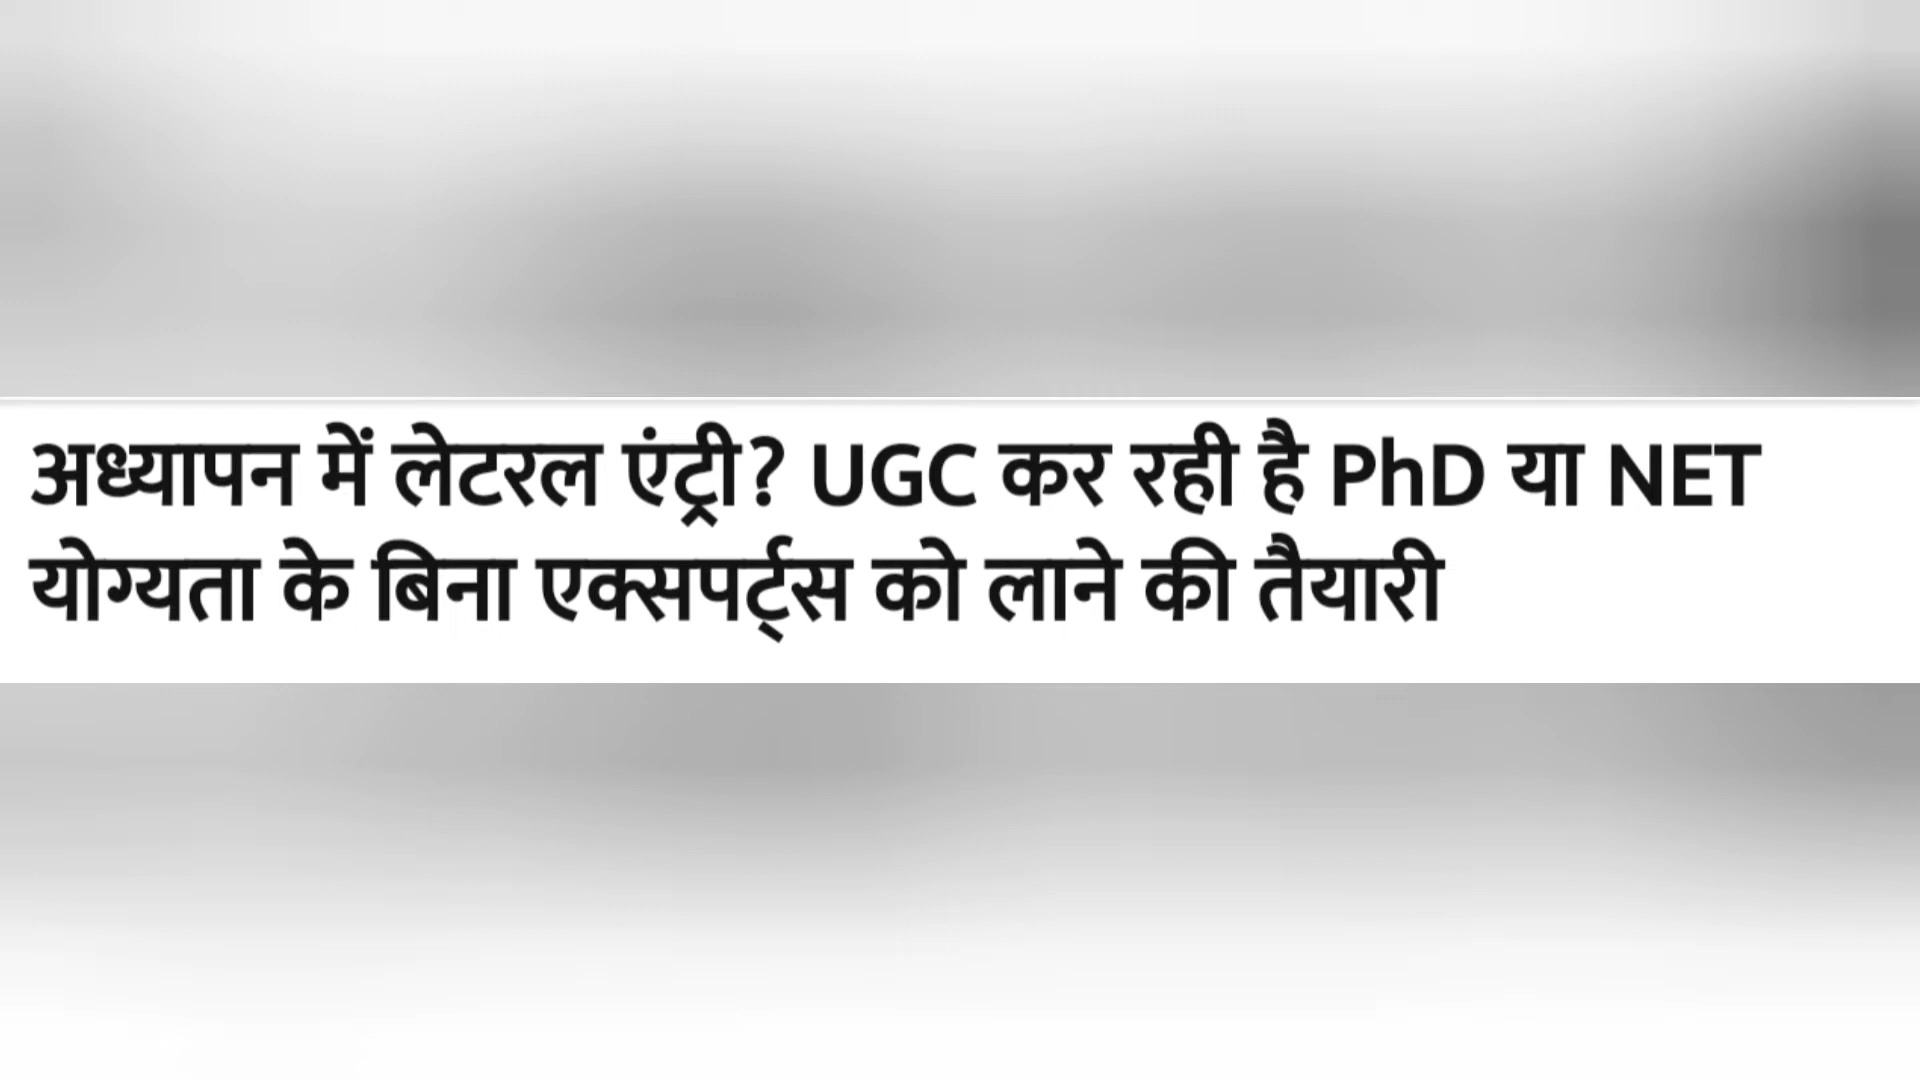 अध्यापन में लेटरल एंट्री? UGC कर रही है PhD या NET
योग्यता के बिना एक्सपर्ट्स को लाने की तैयारी